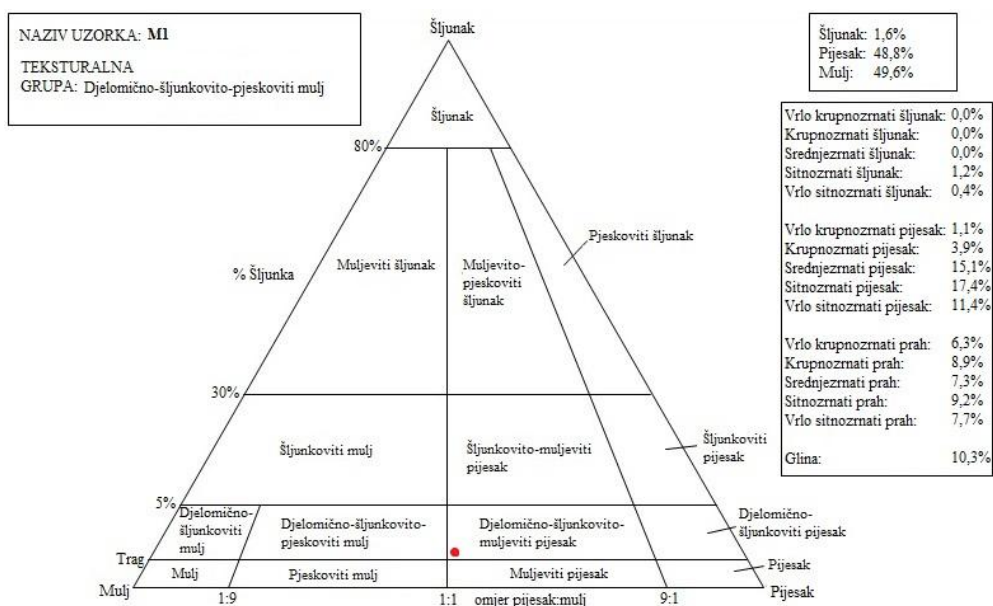 NAZIV UZORKA: M1
TEKSTURALNA
GRUPA: Djelomično-šljunkovito-pjeskoviti mulj
Šljunak
Šljunak: 1,6%
Pijesak: 48,8%
Mulj: 49,6%
Šljunak
80%
Vrlo krupnozrnati šljunak: 0,0%
Krupnozrnati šljunak: 0,0%
Srednjezrnati šljunak: 0,0%
Sitnozrnati šljunak: 1,2%
Vrlo sitnozrnati šljunak: 0,4%
Vrlo krupnozrnati pijesak: 1,1%
Krupnozrnati pijesak: 3,9%
Srednjezrnati pijesak: 15,1%
Sitnozrnati pijesak: 17,4%
Vrlo sitnozrnati pijesak: 11,4%
Vrlo krupnozrnati prah: 6,3%
Krupnozrnati prah: 8,9%
Srednjezrnati prah: 7,3%
Sitnozrnati prah: 9,2%
Vrlo sitnozrnati prah: 7,7%
Glina: 10,3%
% Šljunka
Muljeviti šljunak
Muljevito-
pjeskoviti
šljunak
Pjeskoviti šljunak
30%
Šljunkoviti mulj
Šljunkovito-muljeviti
pijesak
Šljunkoviti
pijesak
5%
Djelomično-
šljunkoviti
mulj
Djelomično-šljunkovito-
pjeskoviti mulj
Djelomično-šljunkovito-
muljeviti pijesak
Djelomično-
šljunkoviti pijesak
Trag
Mulj
Pjeskoviti mulj
Muljeviti pijesak
Pijesak
Mulj
1:9
1:1
omjer pijesak:mulj
9:1
Pijesak